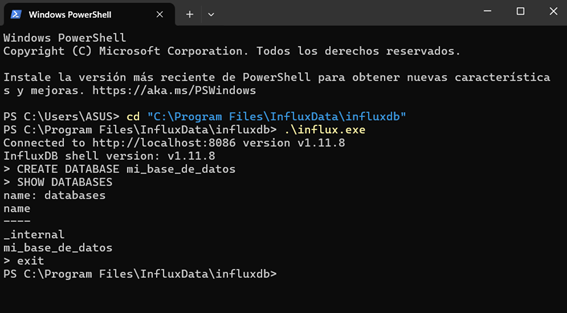 Windows PowerShell
Windows PowerShell
Copyright (C) Microsoft Corporation. Todos los derechos reservados.
Instale la versión más reciente de PowerShell para obtener nuevas característica
s y mejoras. https://aka.ms/PSWindows
PS C:\Users\ASUS> cd "C:\Program Files\InfluxData\influxdb"
PS C:\Program Files\InfluxData\influxdb> .\influx.exe
Connected to http://localhost:8086 version v1.11.8
InfluxDB shell version: v1.11.8
> CREATE DATABASE mi_base_de_datos
> SHOW DATABASES
name: databases
name
----
_internal
mi_base_de_datos
> exit
PS C:\Program Files\InfluxData\influxdb>